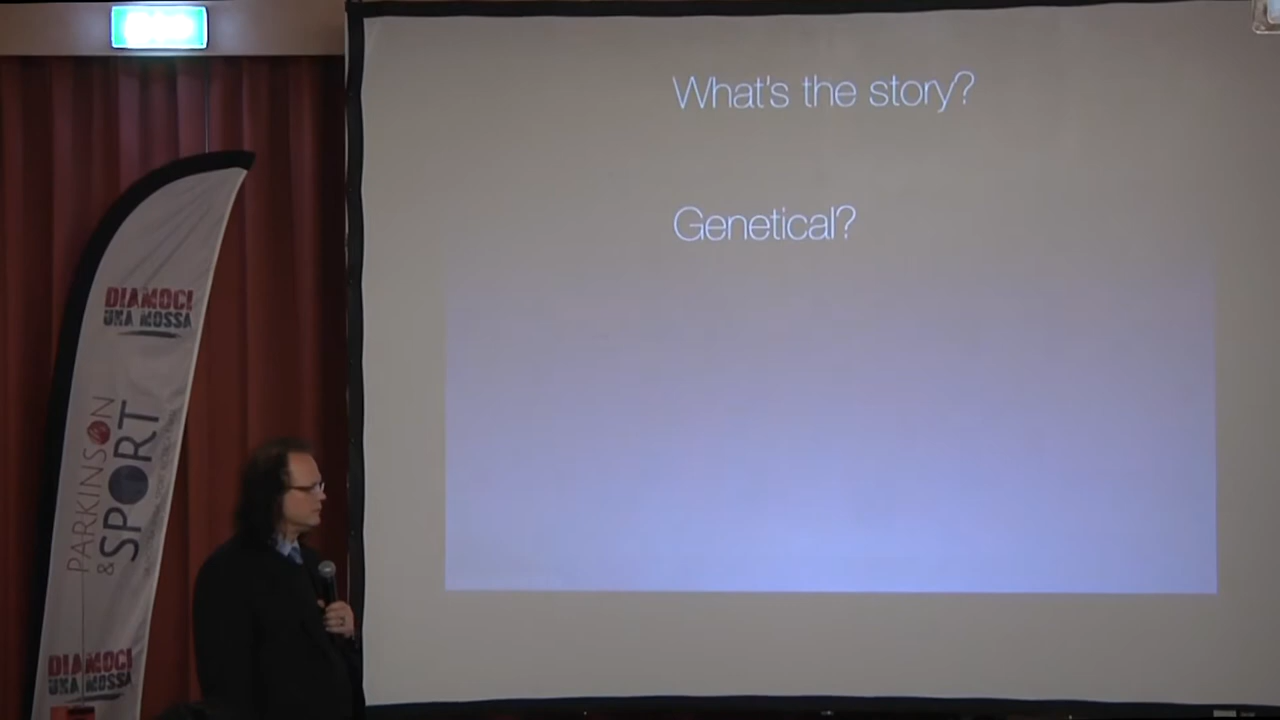 What's the story?
Genetical?
DIAMOCI
UNA MOSSA
PARKINSON
& SPORT
DIAMOCI
UNA MOSSA